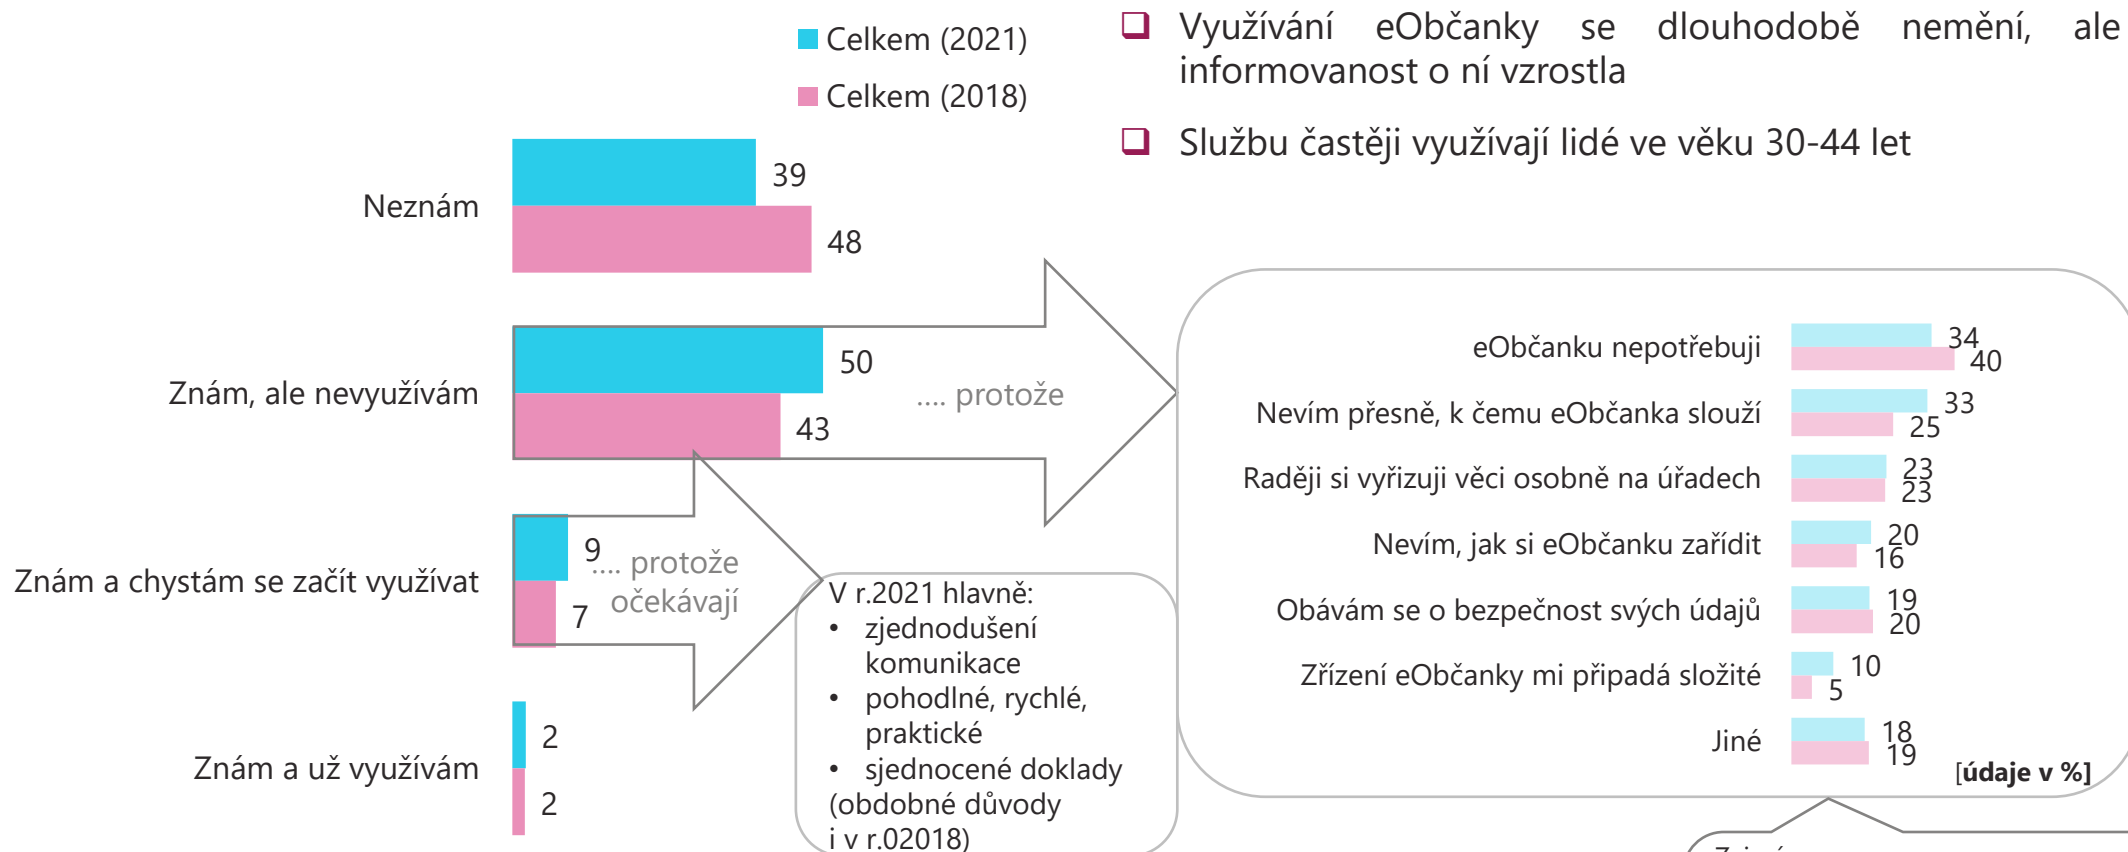 Celkem (2021)
Celkem (2018)
Využívání eObčanky se dlouhodobě nemění, ale
informovanost o ní vzrostla
Službu častěji využívají lidé ve věku 30-44 let
Neznám
39
48
Znám, ale nevyužívám
50
43
.... protože
Znám a chystám se začít využívat
9
7
.... protože
očekávají
Znám a už využívám
2
2
V r.2021 hlavně:
• zjednodušení
komunikace
• pohodlné, rychlé,
praktické
• sjednocené doklady
(obdobné důvody
i v r.02018)
eObčanku nepotřebuji
34
40
Nevím přesně, k čemu eObčanka slouží
33
25
Raději si vyřizuji věci osobně na úřadech
23
23
Nevím, jak si eObčanku zařídit
20
16
Obávám se o bezpečnost svých údajů
19
20
Zřízení eObčanky mi připadá složité
10
5
Jiné
18
19
[údaje v %]